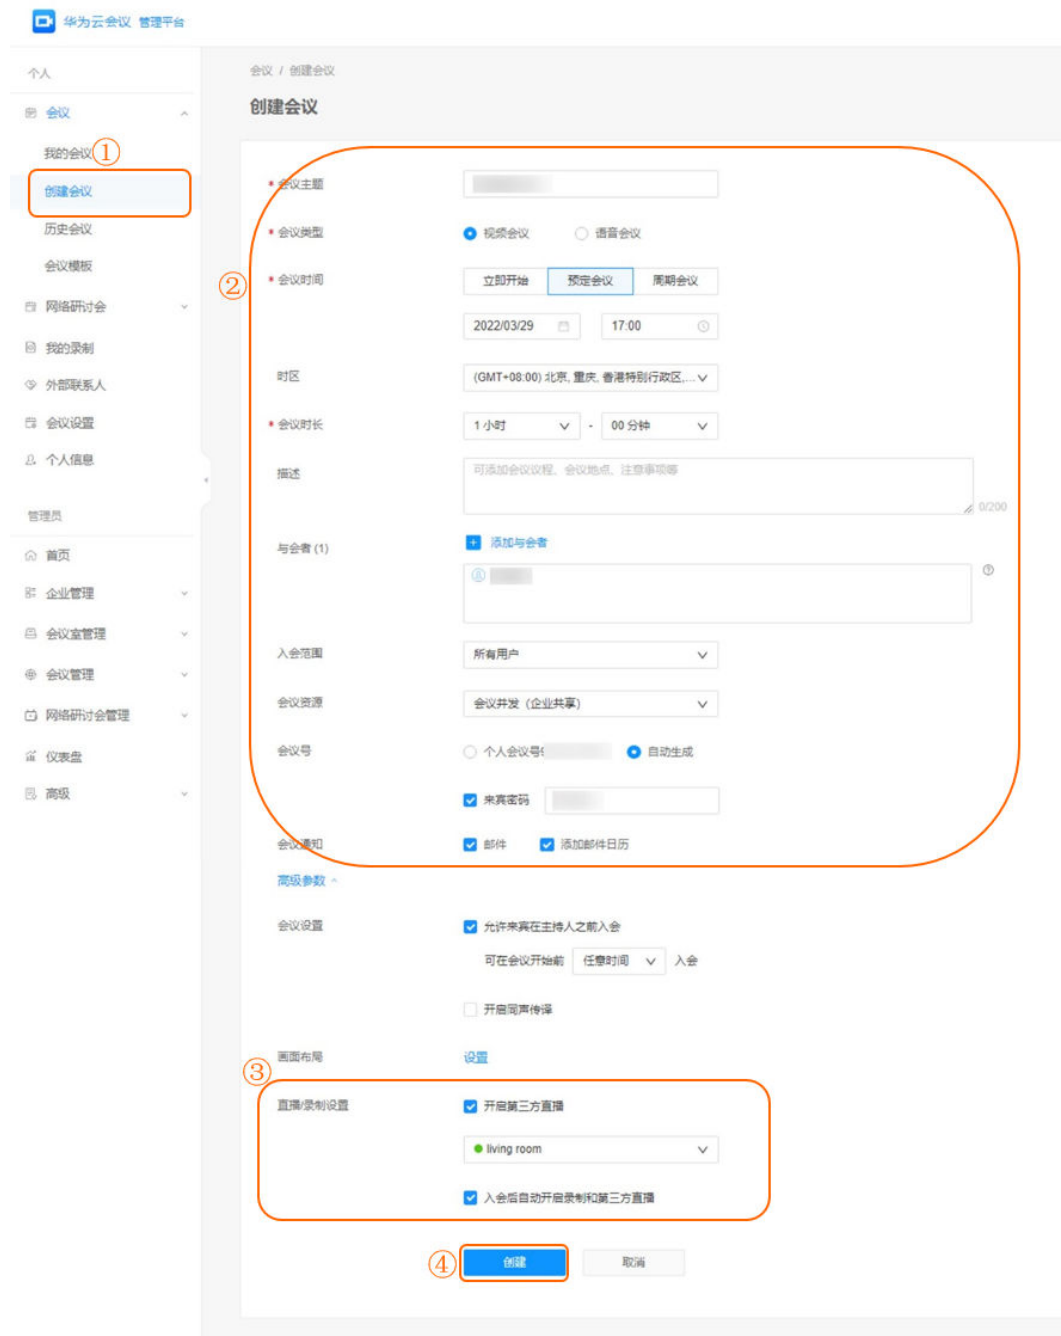 华为云会议 管理平台
个人
会议
我的会议
①
创建会议
历史会议
会议模板
网络研讨会
我的录制
外部联系人
会议设置
个人信息
管理员
首页
企业管理
会议室管理
会议管理
网络研讨会管理
仪表盘
高级
会议 / 创建会议
创建会议
②
* 会议主题
* 会议类型 视频会议 语音会议
* 会议时间 立即开始 预定会议 周期会议
2022/03/29 17:00
时区 (GMT+08:00) 北京, 重庆, 香港特别行政区,...
* 会议时长 1 小时 - 00 分钟
描述 可添加会议议程、会议地点、注意事项等
0/200
与会者 (1) + 添加与会者
入会范围 所有用户
会议资源 会议并发（企业共享）
会议号 个人会议号 自动生成
来宾密码
会议通知 邮件 添加邮件日历
高级参数
会议设置 允许来宾在主持人之前入会
可在会议开始前 任意时间 入会
开启同声传译
画面布局 设置
③
直播/录制设置 开启第三方直播
living room
入会后自动开启录制和第三方直播
④ 创建 取消